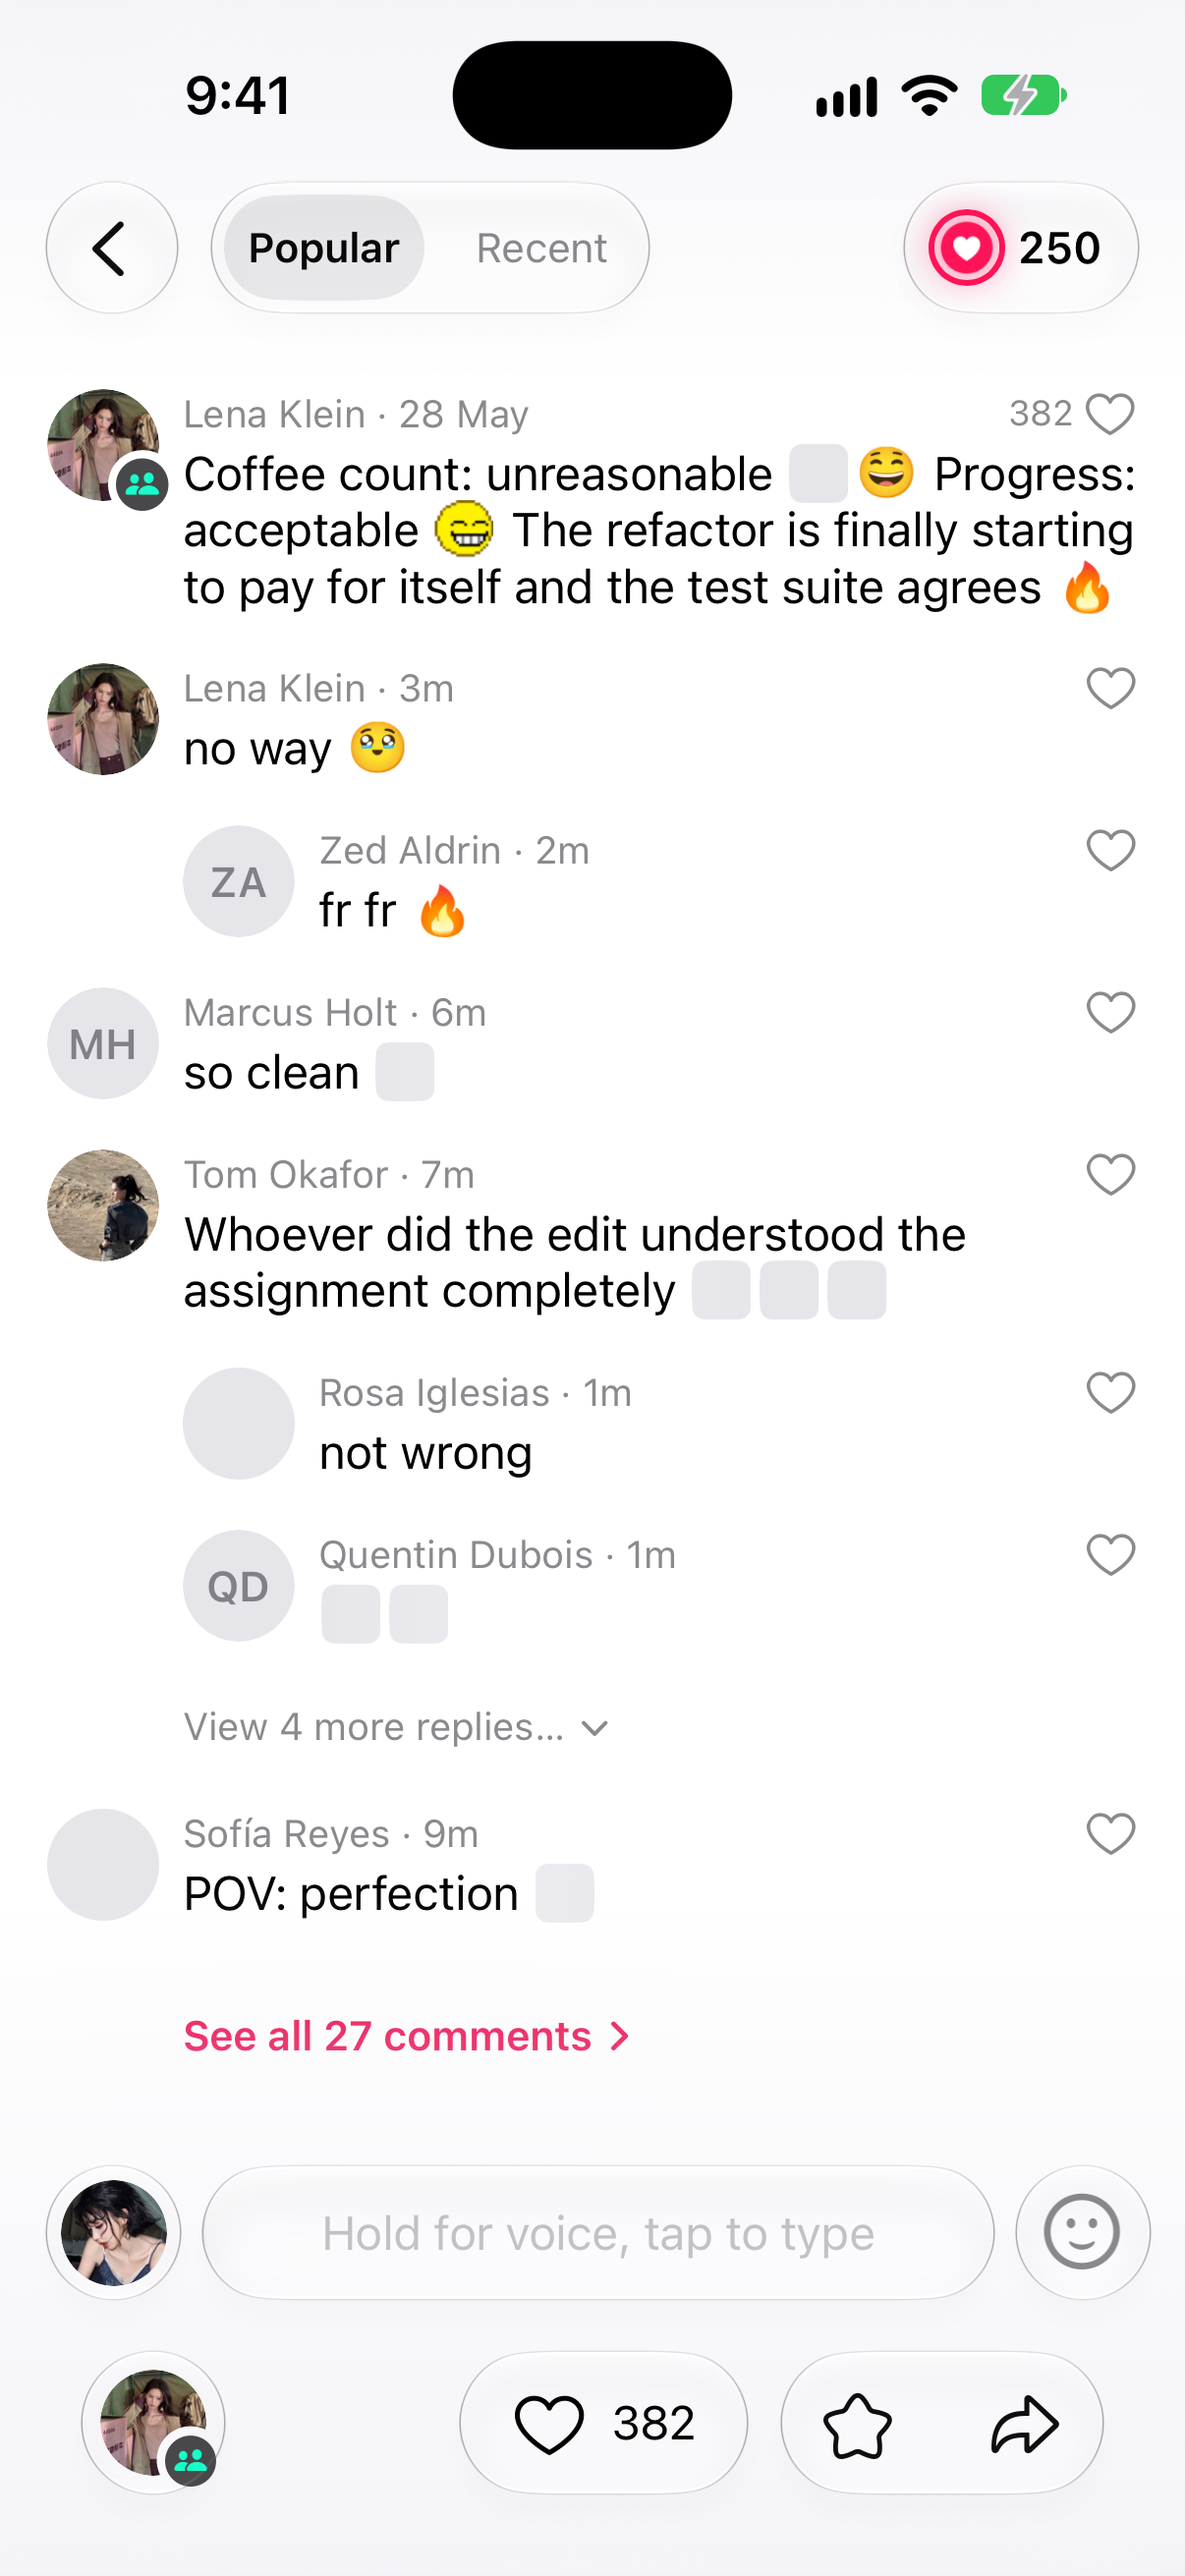 9:41
Popular
Recent
250
Lena Klein · 28 May
382
Coffee count: unreasonable 😄 Progress:
acceptable 😁 The refactor is finally starting
to pay for itself and the test suite agrees 🔥
Lena Klein · 3m
no way 🥹
Zed Aldrin · 2m
ZA
fr fr 🔥
Marcus Holt · 6m
MH
so clean
Tom Okafor · 7m
Whoever did the edit understood the
assignment completely
Rosa Iglesias · 1m
not wrong
Quentin Dubois · 1m
QD
View 4 more replies...
Sofía Reyes · 9m
POV: perfection
See all 27 comments
Hold for voice, tap to type
382